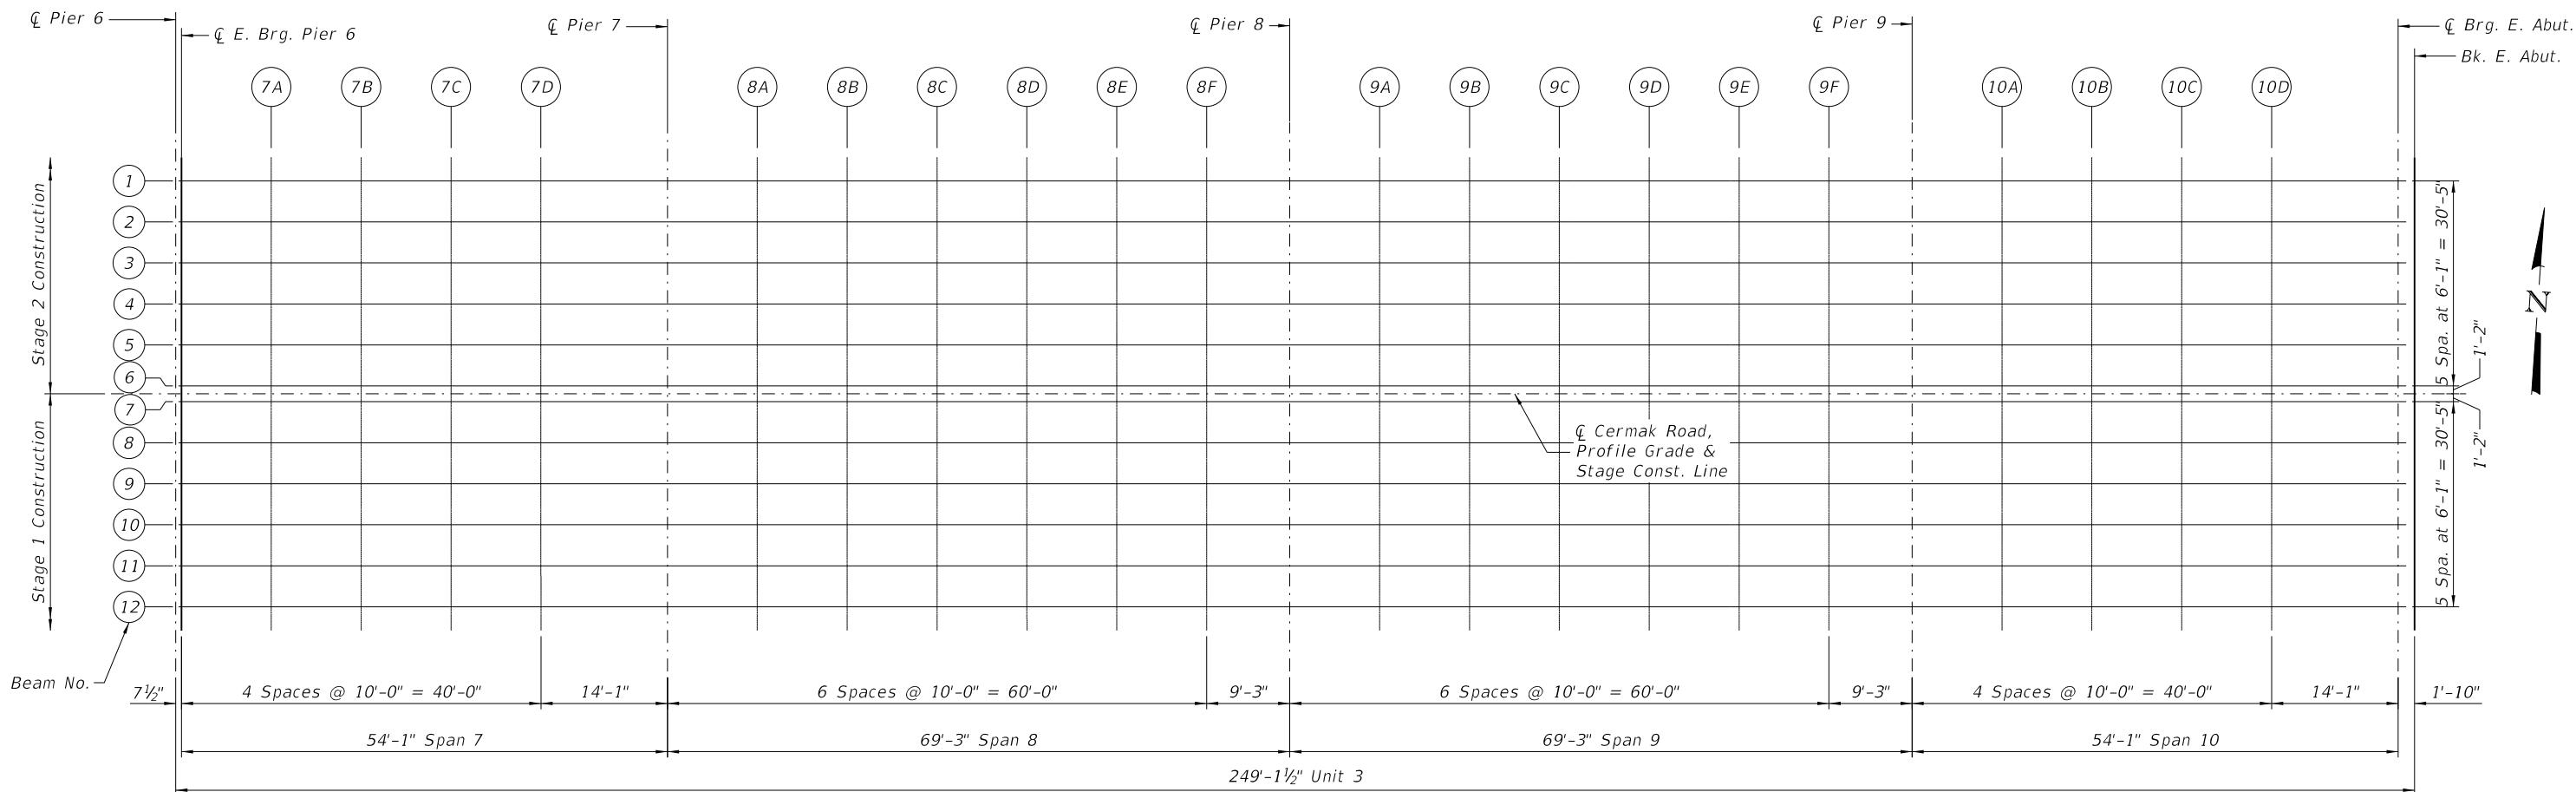 ℄ Pier 6
℄ E. Brg. Pier 6
℄ Pier 7
℄ Pier 8
℄ Pier 9
℄ Brg. E. Abut.
Bk. E. Abut.
7A 7B 7C 7D 8A 8B 8C 8D 8E 8F 9A 9B 9C 9D 9E 9F 10A 10B 10C 10D
1
2
3
4
5
6
7
8
9
10
11
12
Stage 2 Construction
Stage 1 Construction
Beam No.
℄ Cermak Road,
Profile Grade &
Stage Const. Line
5 Spa. at 6'-1" = 30'-5"
1'-2"
1'-2"
5 Spa. at 6'-1" = 30'-5"
N
7½" 4 Spaces @ 10'-0" = 40'-0" 14'-1" 6 Spaces @ 10'-0" = 60'-0" 9'-3" 6 Spaces @ 10'-0" = 60'-0" 9'-3" 4 Spaces @ 10'-0" = 40'-0" 14'-1" 1'-10"
54'-1" Span 7 69'-3" Span 8 69'-3" Span 9 54'-1" Span 10
249'-1½" Unit 3